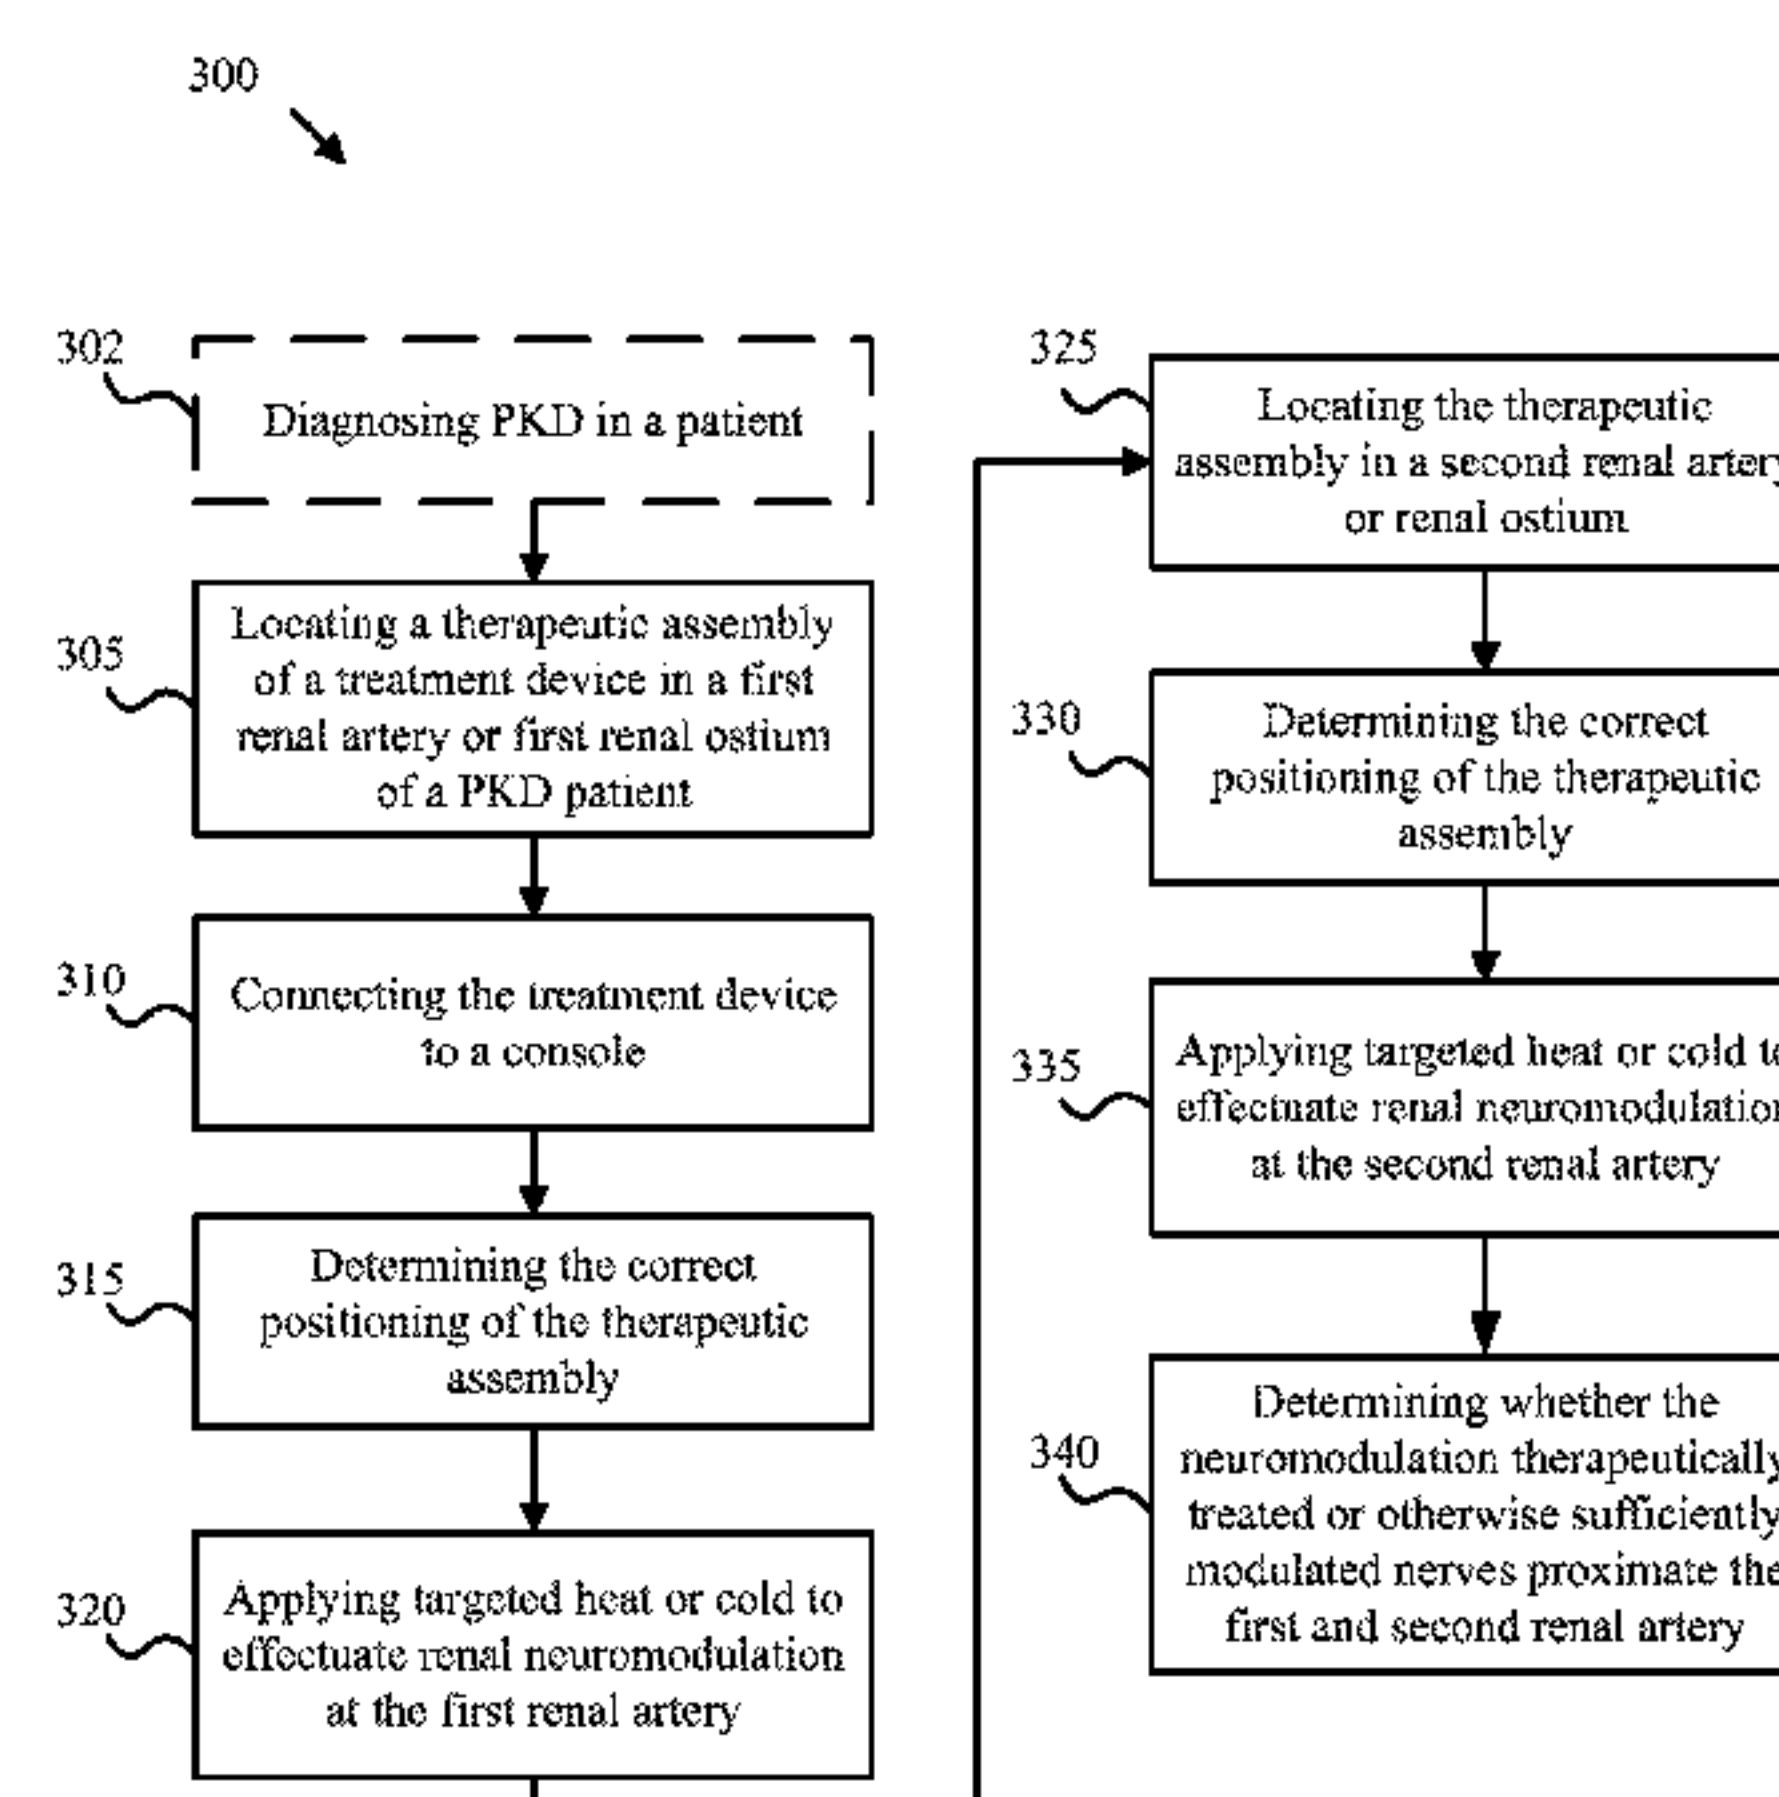 300
302
Diagnosing PKD in a patient
305
Locating a therapeutic assembly
of a treatment device in a first
renal artery or first renal ostium
of a PKD patient
310
Connecting the treatment device
to a console
315
Determining the correct
positioning of the therapeutic
assembly
320
Applying targeted heat or cold to
effectuate renal neuromodulation
at the first renal artery
325
Locating the therapeutic
assembly in a second renal artery
or renal ostium
330
Determining the correct
positioning of the therapeutic
assembly
335
Applying targeted heat or cold to
effectuate renal neuromodulation
at the second renal artery
340
Determining whether the
neuromodulation therapeutically
treated or otherwise sufficiently
modulated nerves proximate the
first and second renal artery